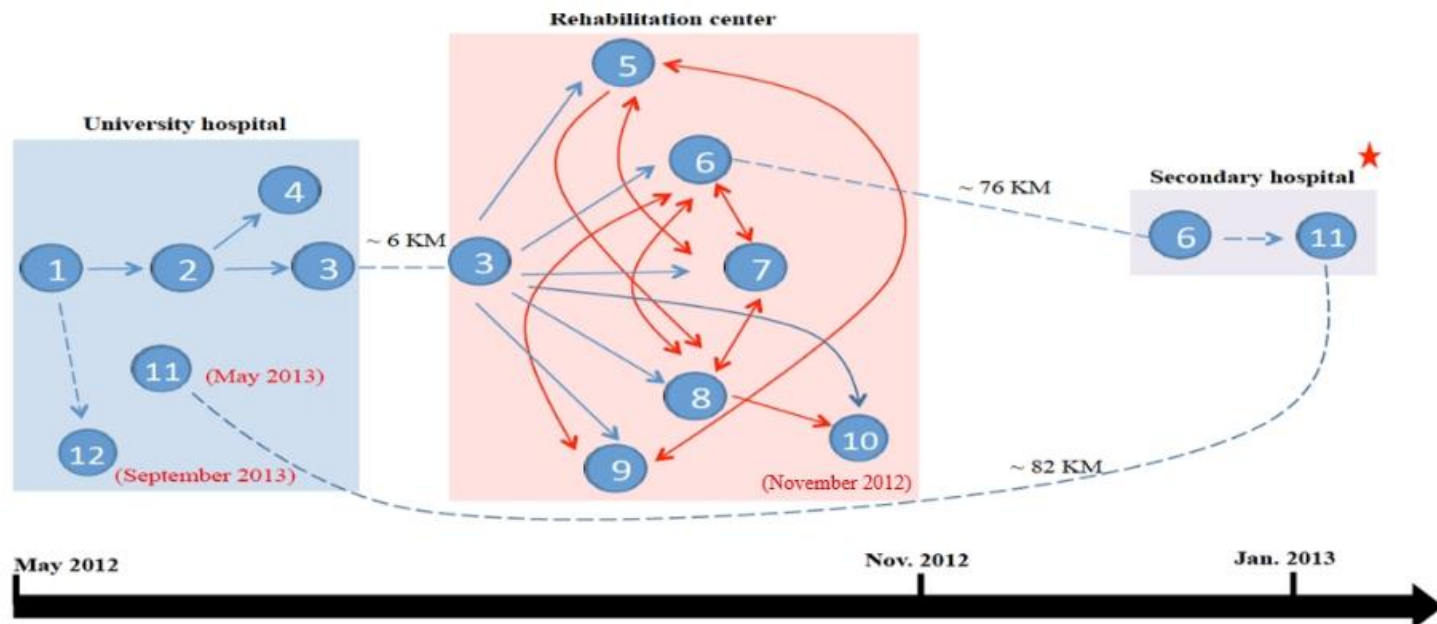 Rehabilitation center
5
University hospital
6
~ 76 KM
Secondary hospital
4
~ 6 KM
1
2
3
3
7
6
11
11
(May 2013)
8
10
12
(September 2013)
9
(November 2012)
~ 82 KM
May 2012
Nov. 2012
Jan. 2013